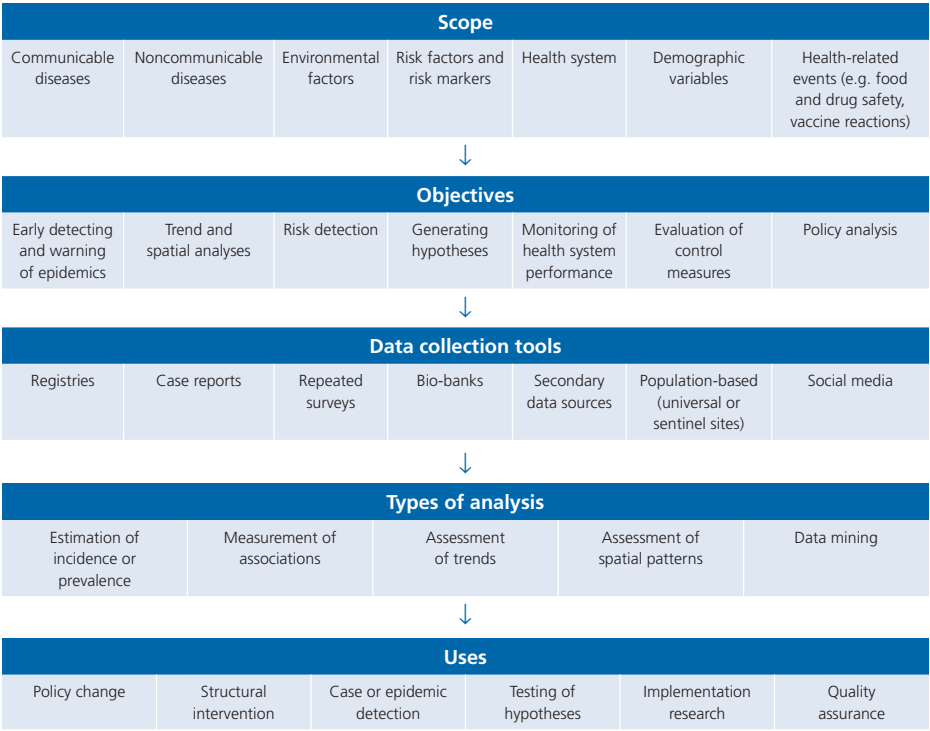 Scope
Communicable
diseases
Noncommunicable
diseases
Environmental
factors
Risk factors and
risk markers
Health system
Demographic
variables
Health-related
events (e.g. food
and drug safety,
vaccine reactions)
↓
Objectives
Early detecting
and warning
of epidemics
Trend and
spatial analyses
Risk detection
Generating
hypotheses
Monitoring of
health system
performance
Evaluation of
control
measures
Policy analysis
↓
Data collection tools
Registries
Case reports
Repeated
surveys
Bio-banks
Secondary
data sources
Population-based
(universal or
sentinel sites)
Social media
↓
Types of analysis
Estimation of
incidence or
prevalence
Measurement of
associations
Assessment
of trends
Assessment of
spatial patterns
Data mining
↓
Uses
Policy change
Structural
intervention
Case or epidemic
detection
Testing of
hypotheses
Implementation
research
Quality
assurance